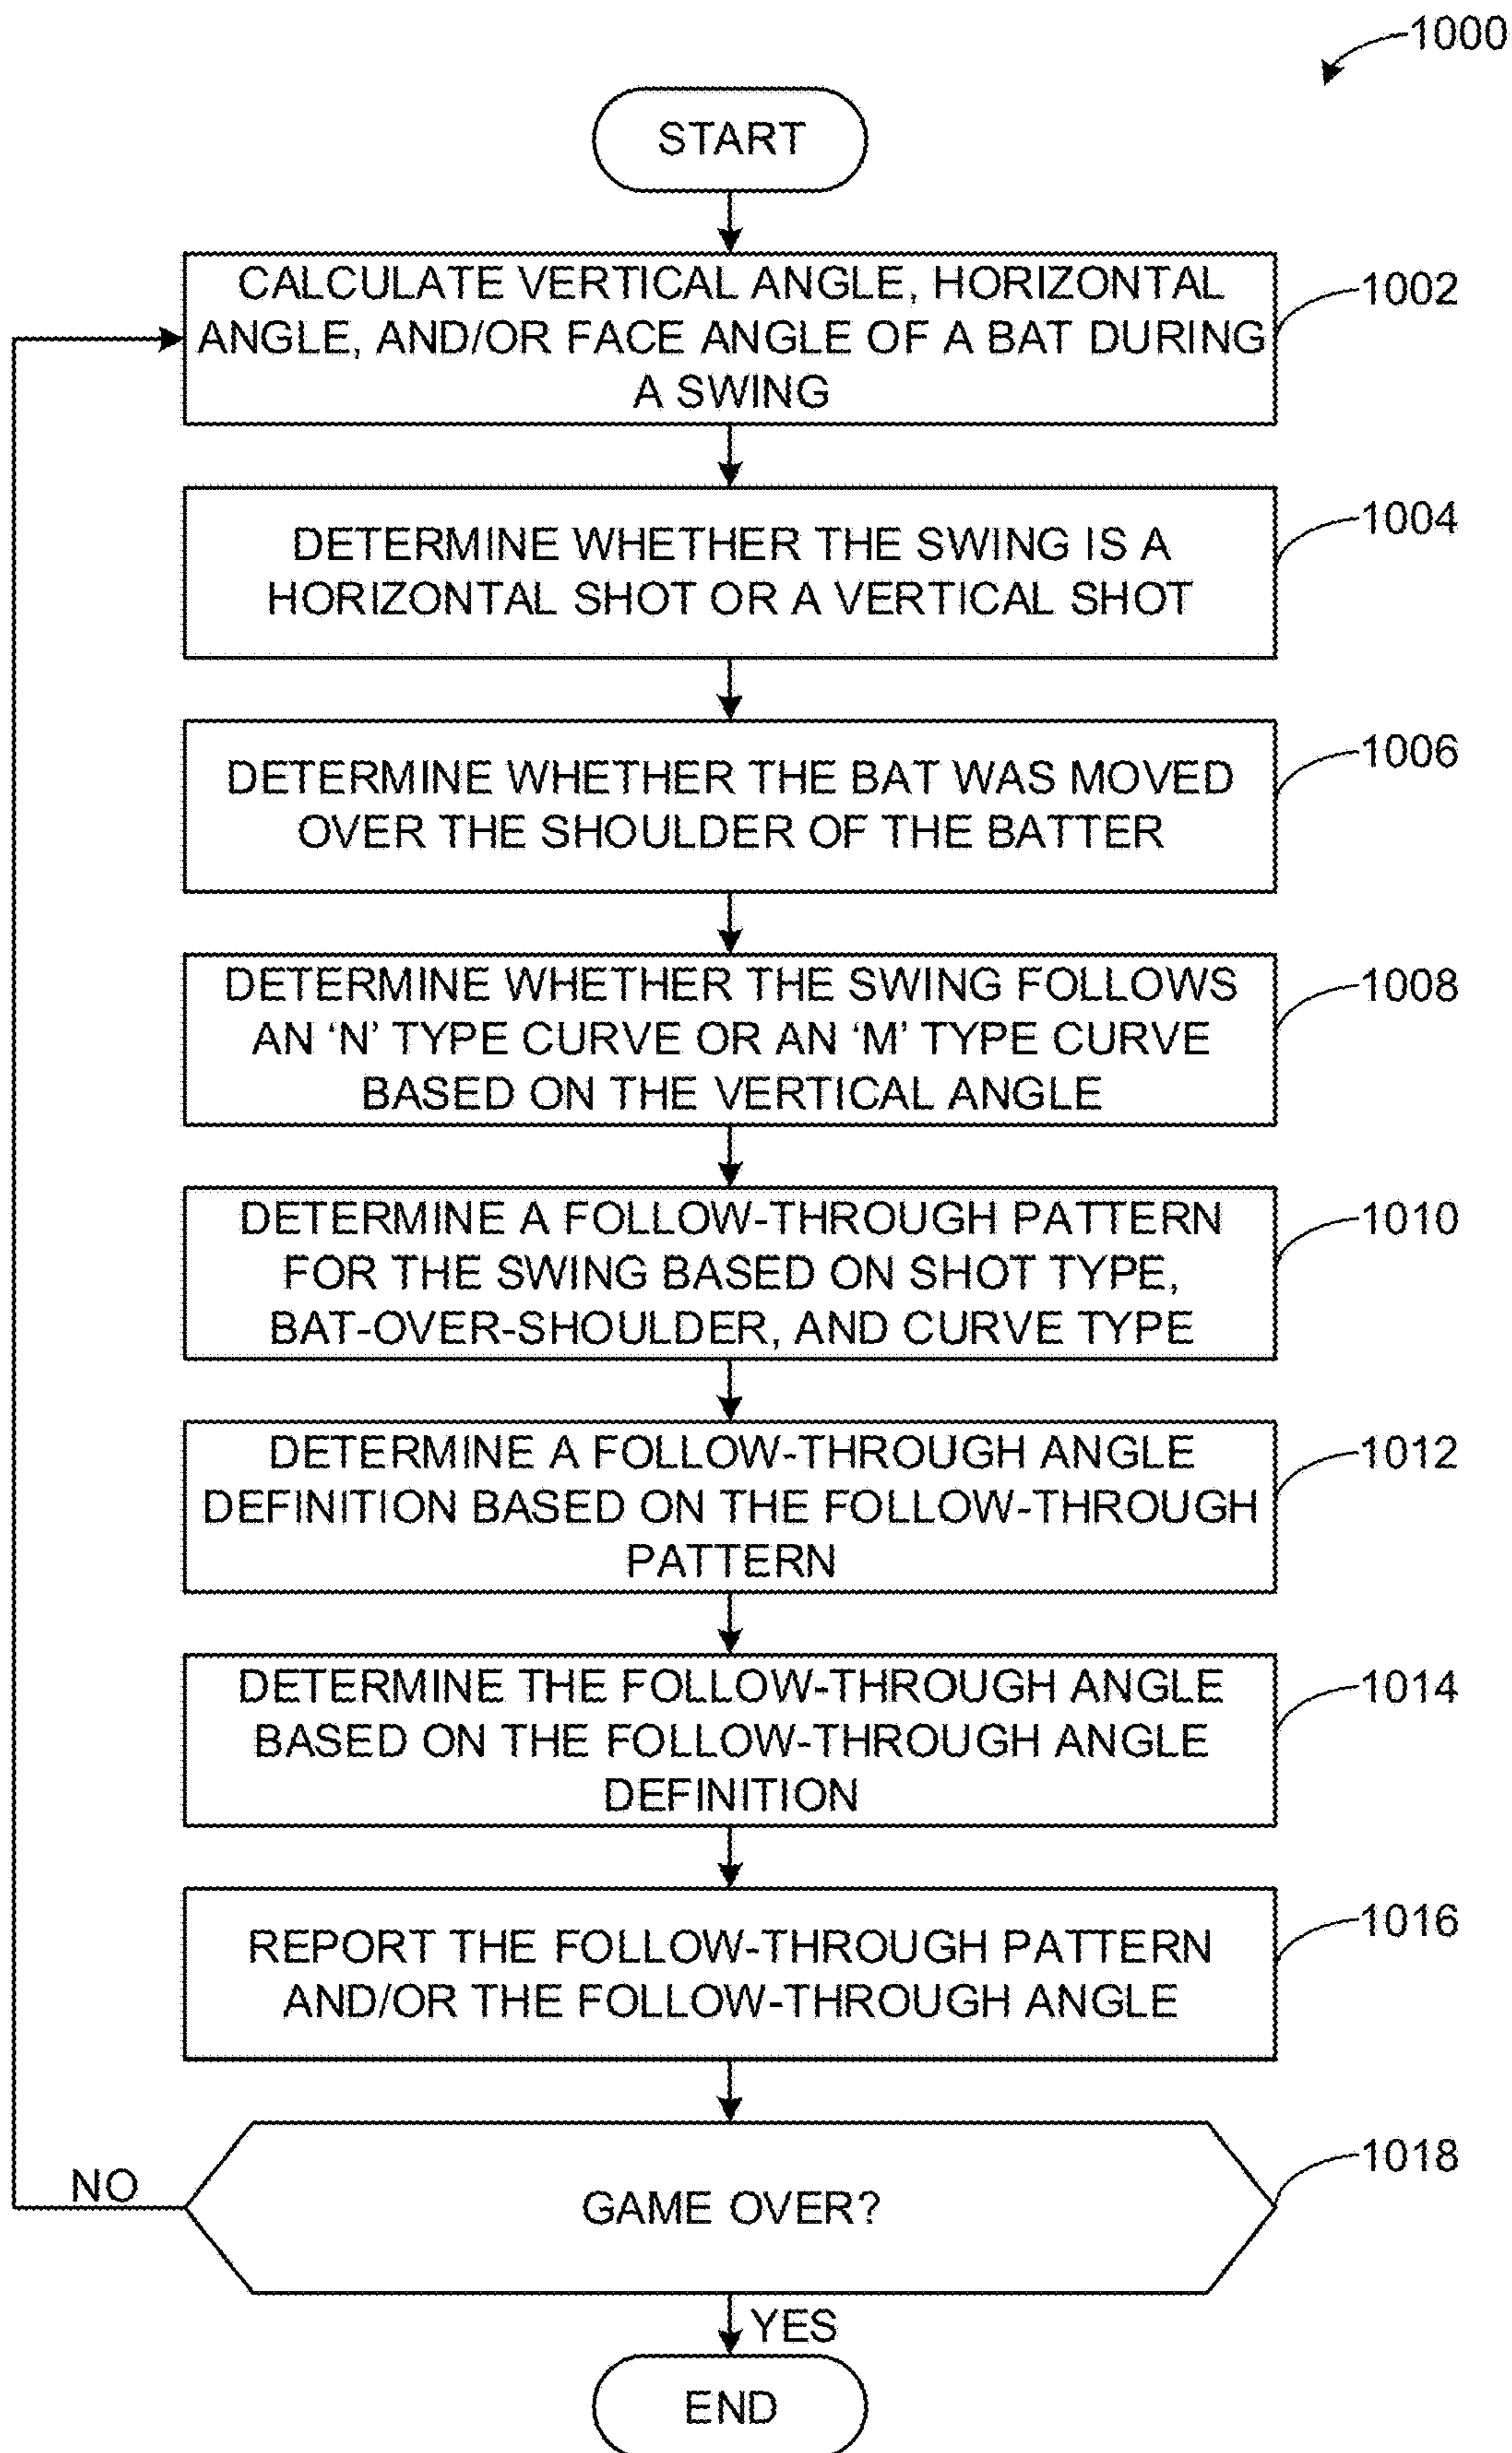 1000
START
CALCULATE VERTICAL ANGLE, HORIZONTAL
ANGLE, AND/OR FACE ANGLE OF A BAT DURING
A SWING
1002
DETERMINE WHETHER THE SWING IS A
HORIZONTAL SHOT OR A VERTICAL SHOT
1004
DETERMINE WHETHER THE BAT WAS MOVED
OVER THE SHOULDER OF THE BATTER
1006
DETERMINE WHETHER THE SWING FOLLOWS
AN ‘N’ TYPE CURVE OR AN ‘M’ TYPE CURVE
BASED ON THE VERTICAL ANGLE
1008
DETERMINE A FOLLOW-THROUGH PATTERN
FOR THE SWING BASED ON SHOT TYPE,
BAT-OVER-SHOULDER, AND CURVE TYPE
1010
DETERMINE A FOLLOW-THROUGH ANGLE
DEFINITION BASED ON THE FOLLOW-THROUGH
PATTERN
1012
DETERMINE THE FOLLOW-THROUGH ANGLE
BASED ON THE FOLLOW-THROUGH ANGLE
DEFINITION
1014
REPORT THE FOLLOW-THROUGH PATTERN
AND/OR THE FOLLOW-THROUGH ANGLE
1016
GAME OVER?
1018
NO
YES
END